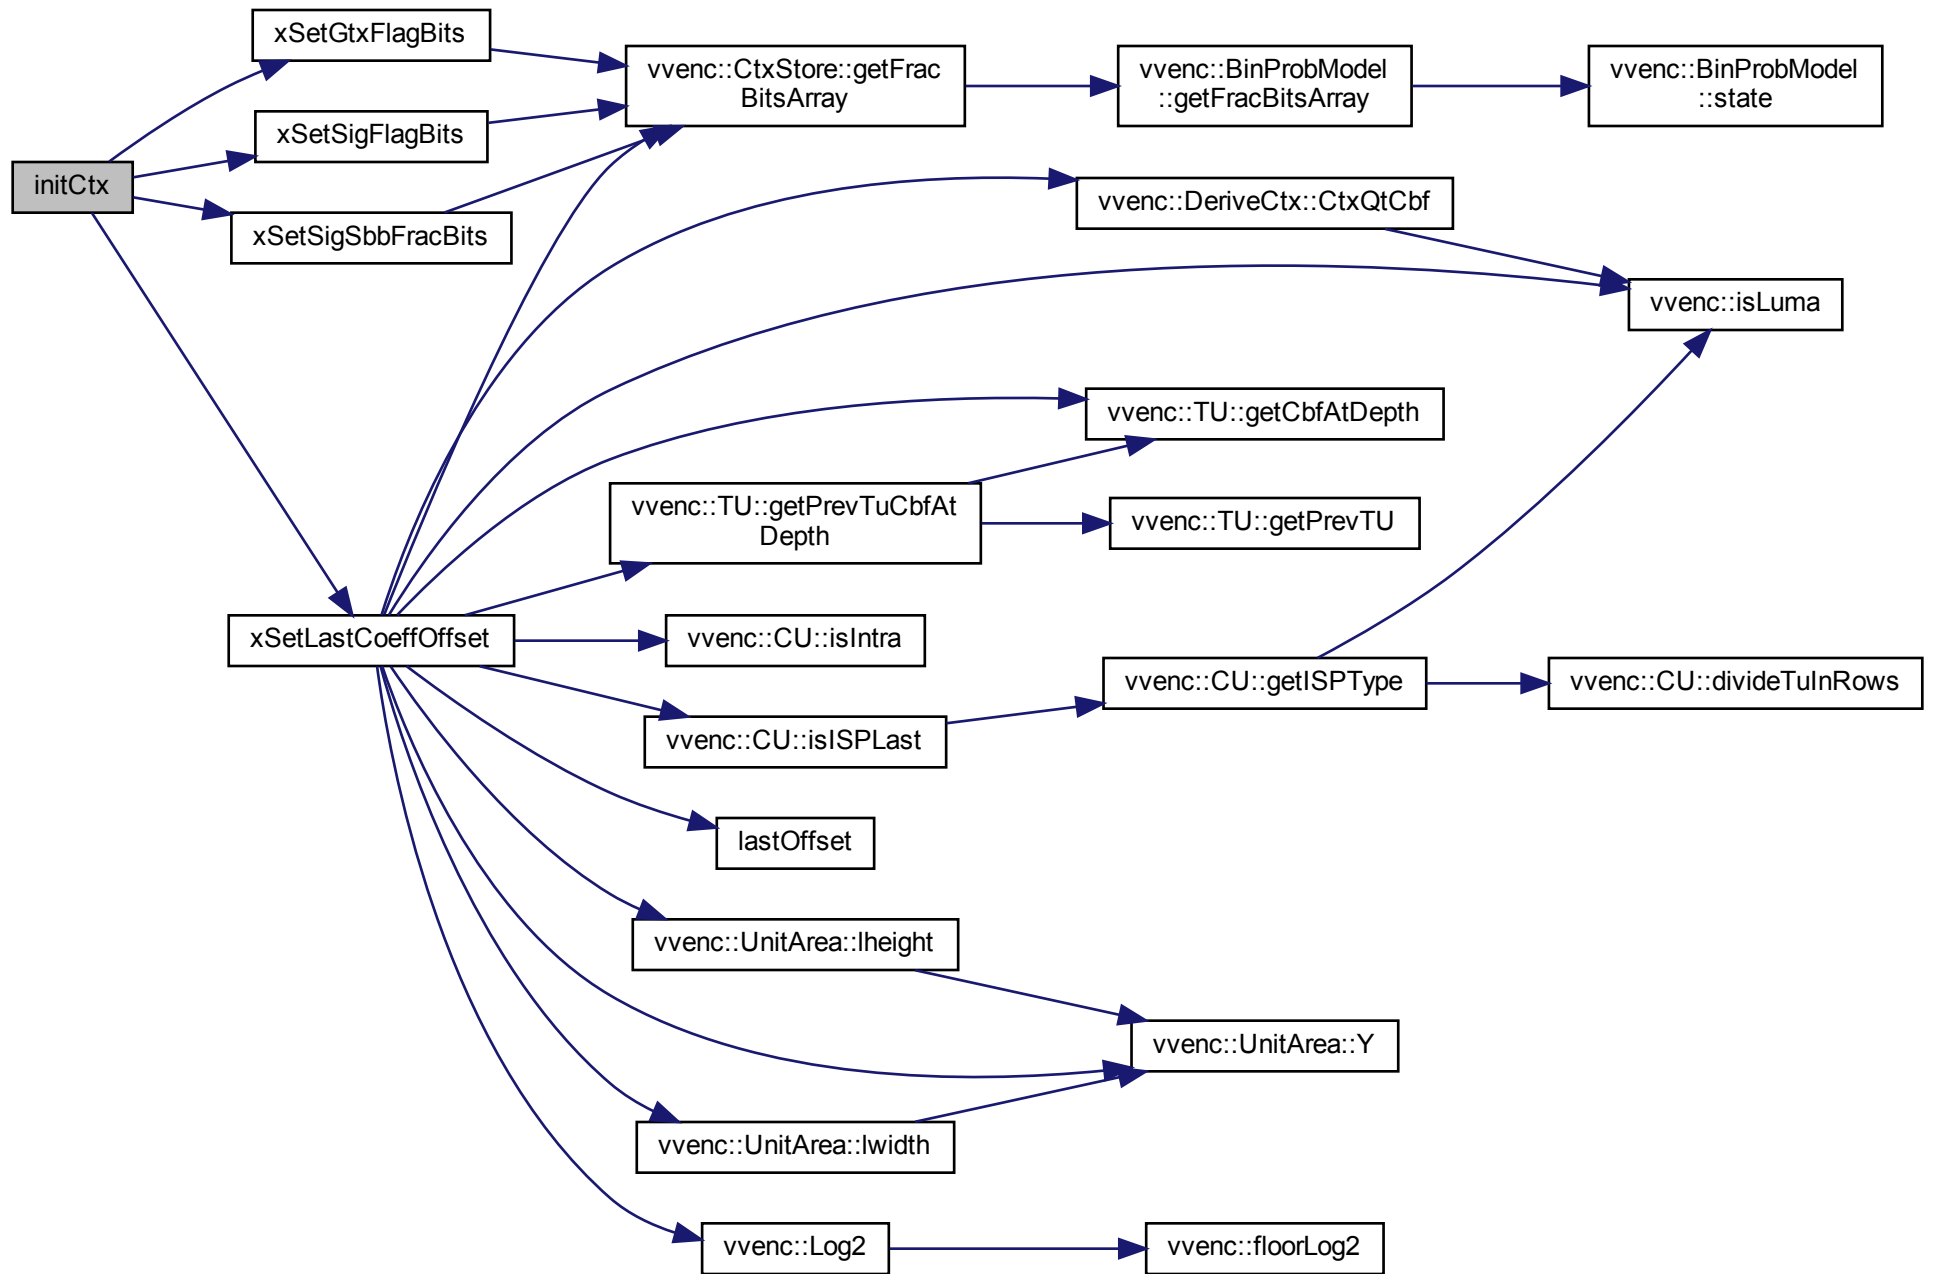 xSetGtxFlagBits
vvenc::CtxStore::getFrac
BitsArray
vvenc::BinProbModel
::getFracBitsArray
vvenc::BinProbModel
::state
xSetSigFlagBits
initCtx
vvenc::DeriveCtx::CtxQtCbf
xSetSigSbbFracBits
vvenc::isLuma
vvenc::TU::getCbfAtDepth
vvenc::TU::getPrevTuCbfAt
Depth
vvenc::TU::getPrevTU
xSetLastCoeffOffset
vvenc::CU::isIntra
vvenc::CU::getISPType
vvenc::CU::divideTuInRows
vvenc::CU::isISPLast
lastOffset
vvenc::UnitArea::lheight
vvenc::UnitArea::Y
vvenc::UnitArea::lwidth
vvenc::Log2
vvenc::floorLog2